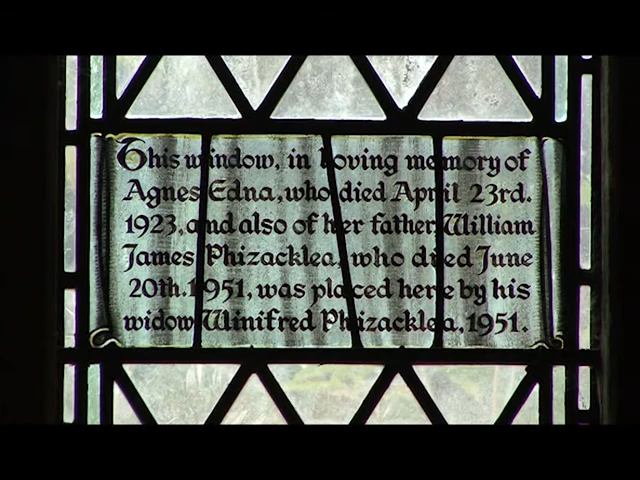 This window, in loving memory of
Agnes Edna, who died April 23rd.
1923, and also of her father, William
James Phizacklea, who died June
20th. 1951, was placed here by his
widow Winifred Phizacklea, 1951.